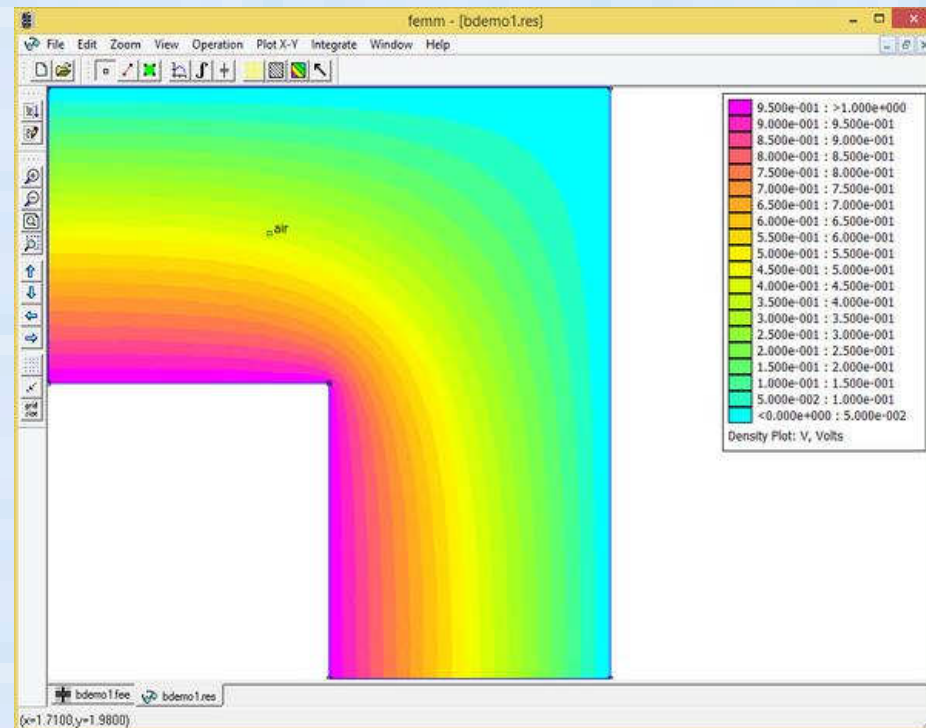 femm - [bdemo1.res]
File Edit Zoom View Operation Plot X-Y Integrate Window Help
air
9.500e-001 : >1.000e+000
9.000e-001 : 9.500e-001
8.500e-001 : 9.000e-001
8.000e-001 : 8.500e-001
7.500e-001 : 8.000e-001
7.000e-001 : 7.500e-001
6.500e-001 : 7.000e-001
6.000e-001 : 6.500e-001
5.500e-001 : 6.000e-001
5.000e-001 : 5.500e-001
4.500e-001 : 5.000e-001
4.000e-001 : 4.500e-001
3.500e-001 : 4.000e-001
3.000e-001 : 3.500e-001
2.500e-001 : 3.000e-001
2.000e-001 : 2.500e-001
1.500e-001 : 2.000e-001
1.000e-001 : 1.500e-001
5.000e-002 : 1.000e-001
<0.000e+000 : 5.000e-002
Density Plot: V, Volts
bdemo1.fee bdemo1.res
(x=1.7100,y=1.9800)